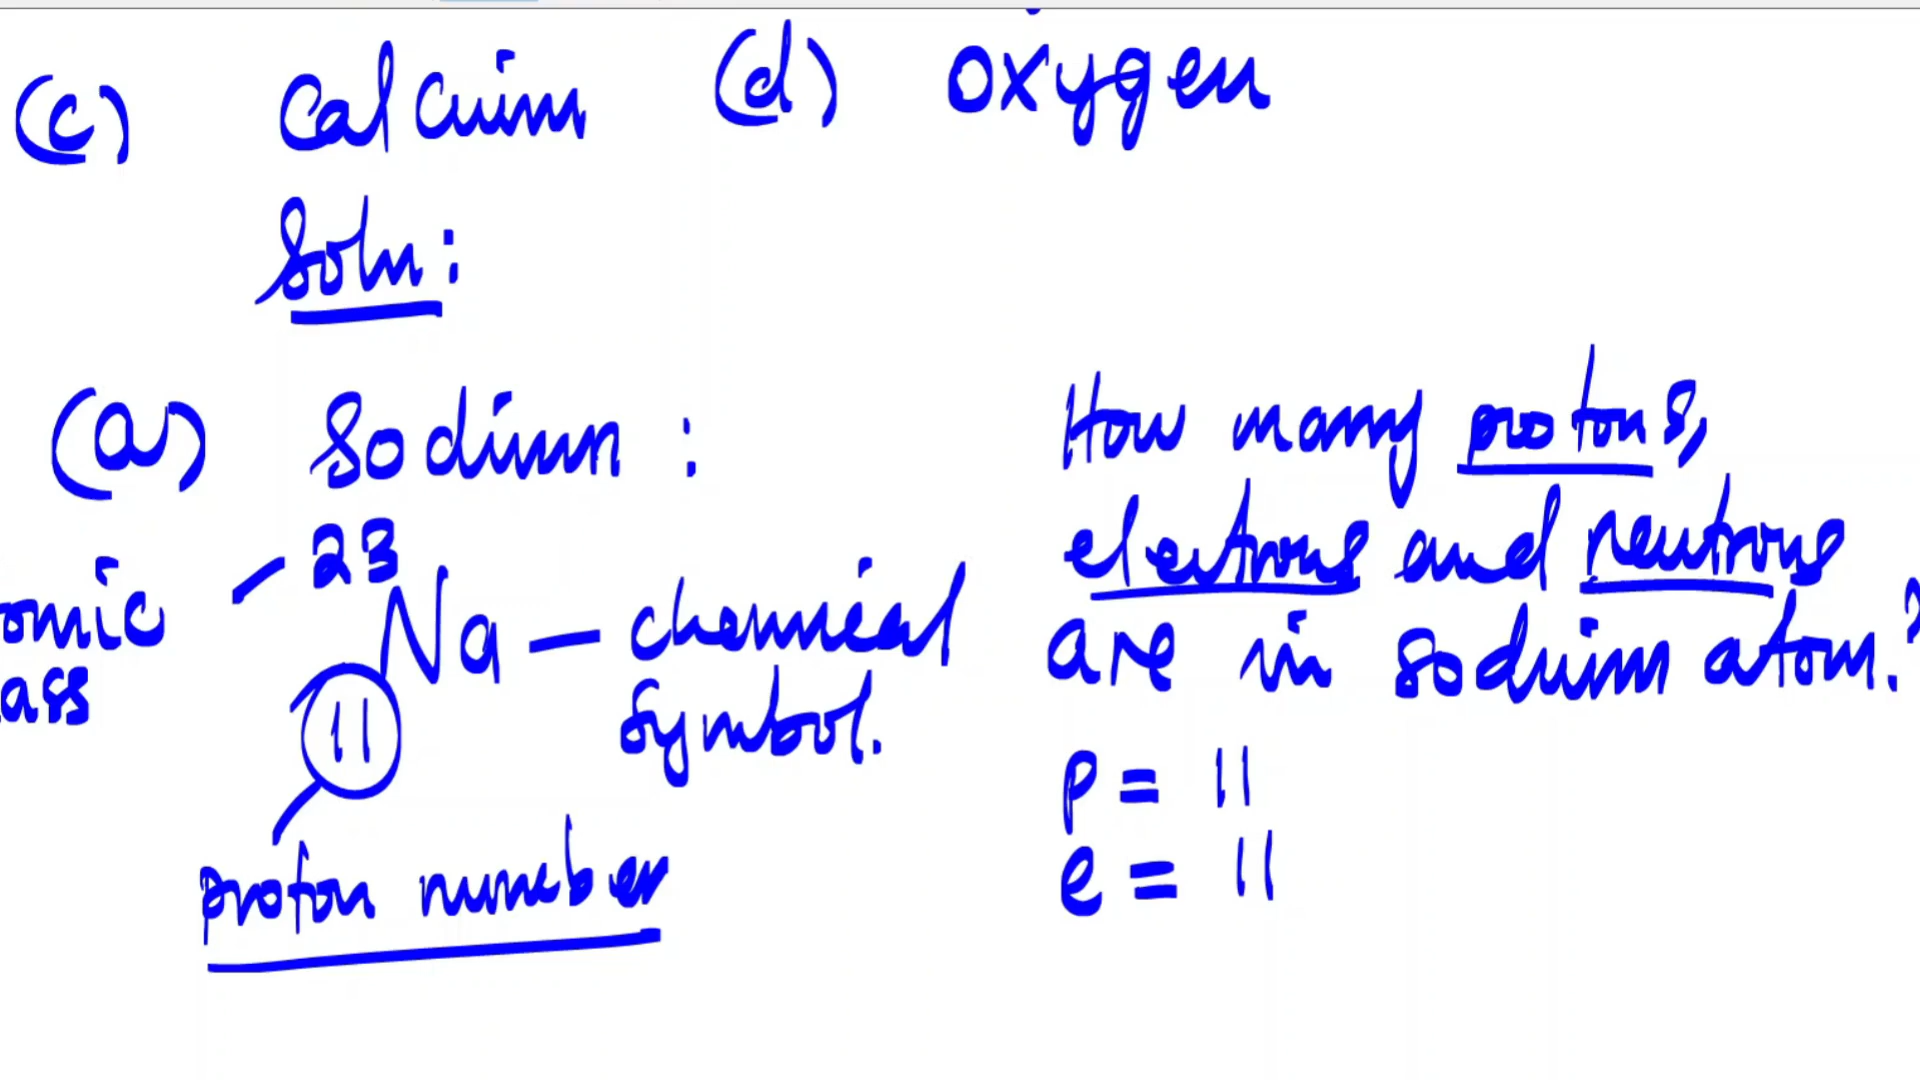 (c) Calcium (d) oxygen
Soln:
(a) Sodium :
How many protons,
electrons and neutrons
are in sodium atom.?
omic - 23 Na - chemical
ass symbol.
11
proton number
p = 11
e = 11